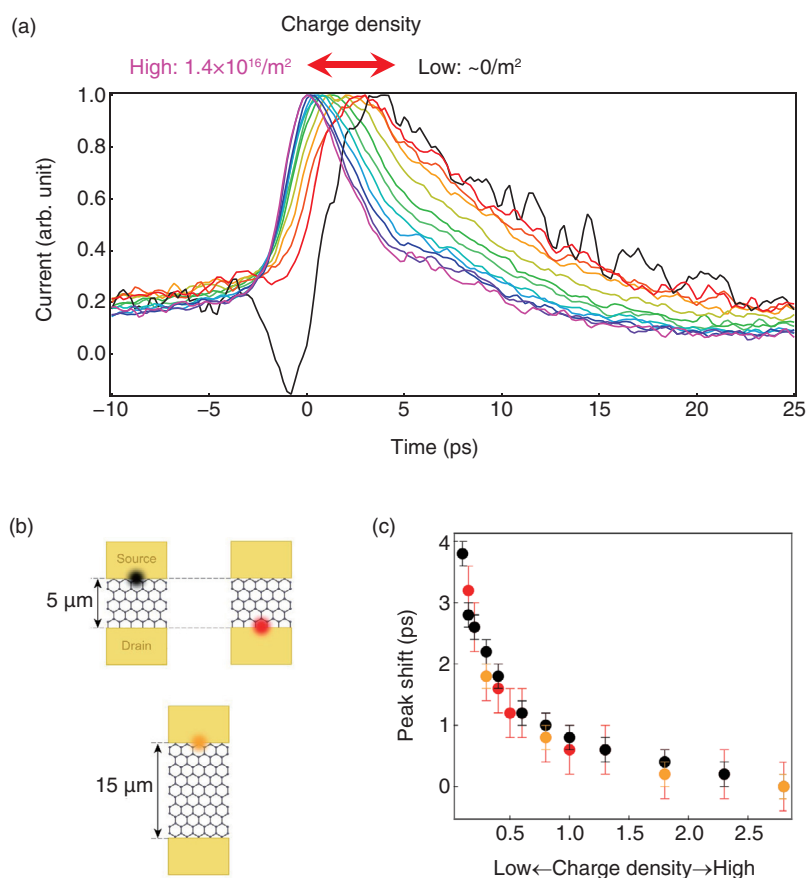 (a)
Charge density
High: 1.4×10¹⁶/m²
Low: ~0/m²
Current (arb. unit)
1.0
0.8
0.6
0.4
0.2
0.0
−10
−5
0
5
10
15
20
25
Time (ps)
(b)
Source
5 μm
Drain
15 μm
(c)
Peak shift (ps)
4
3
2
1
0
0.5
1.0
1.5
2.0
2.5
Low←Charge density→High